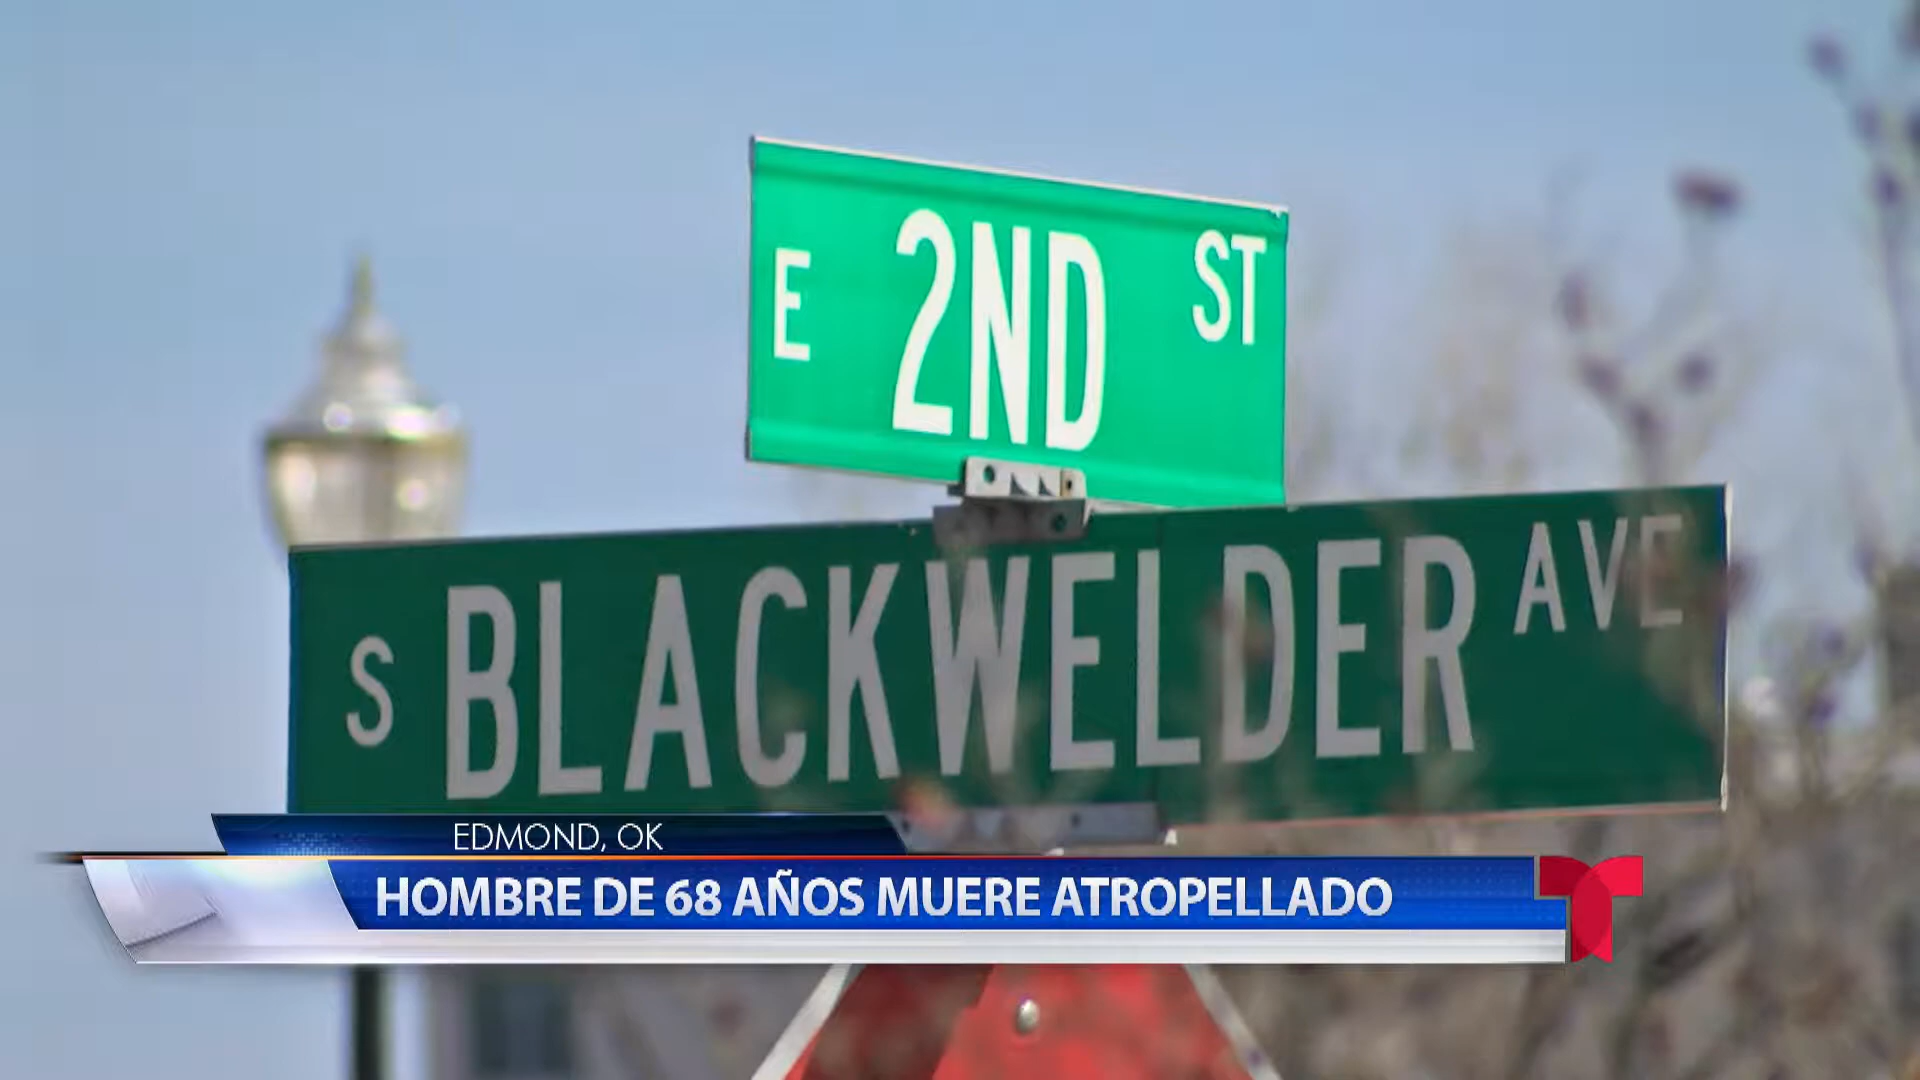 E 2ND ST
S BLACKWELDER AVE
EDMOND, OK
HOMBRE DE 68 AÑOS MUERE ATROPELLADO